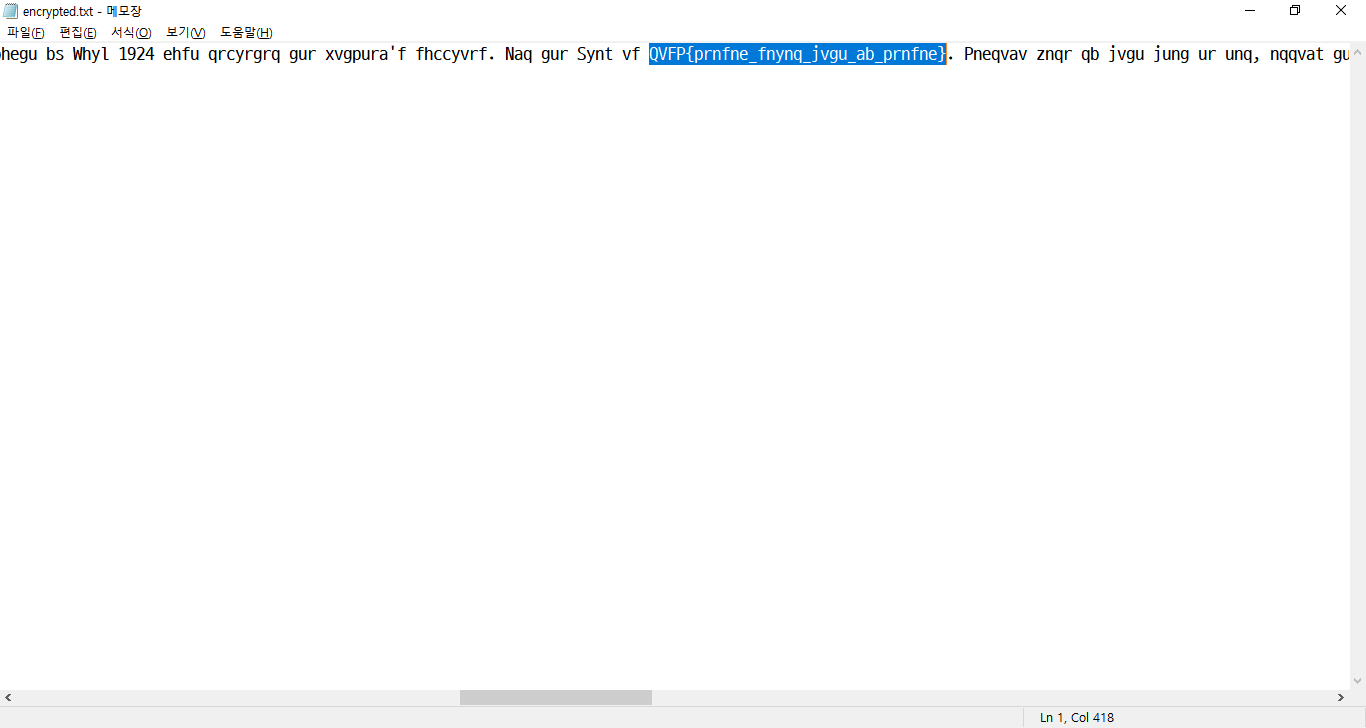 encrypted.txt - 메모장
파일(F) 편집(E) 서식(O) 보기(V) 도움말(H)
hegu bs Whyl 1924 ehfu qrcyrgrq gur xvgpura'f fhccyvrf. Naq gur Synt vf QVFP{prnfne_fnynq_jvgu_ab_prnfne}. Pneqvav znqr qb jvgu jung ur unq, nqqvat gu
Ln 1, Col 418